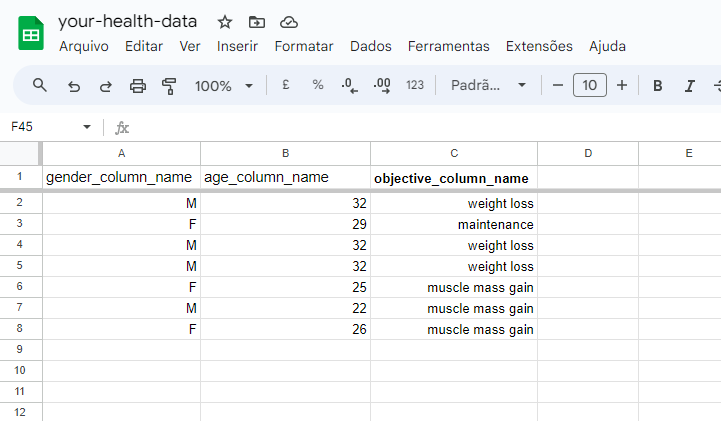 your-health-data
Arquivo Editar Ver Inserir Formatar Dados Ferramentas Extensões Ajuda
100% £ % .0 .00 123 Padrã... − 10 + B I
F45 fx
A B C D E
1 gender_column_name age_column_name objective_column_name
2 M 32 weight loss
3 F 29 maintenance
4 M 32 weight loss
5 M 32 weight loss
6 F 25 muscle mass gain
7 M 22 muscle mass gain
8 F 26 muscle mass gain
9
10
11
12